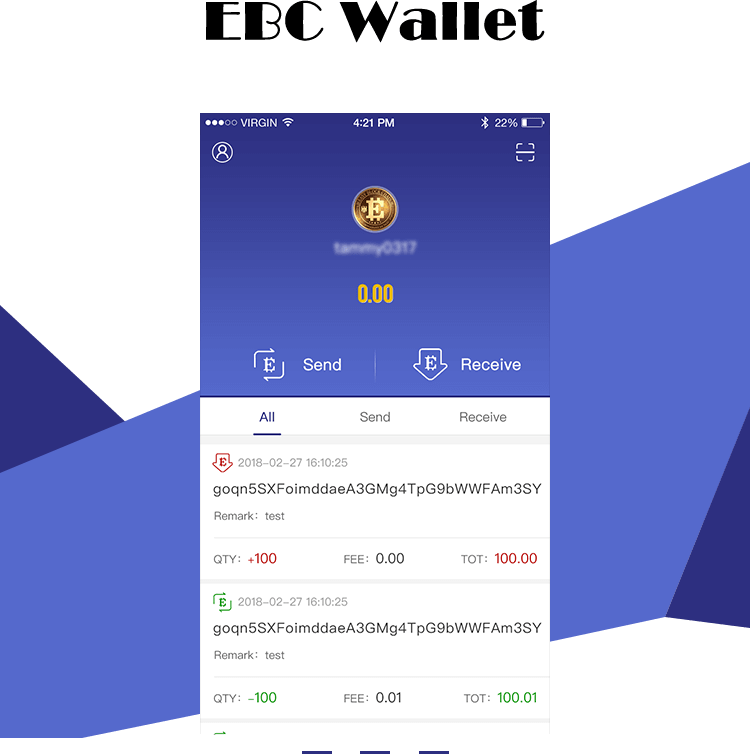 EBC Wallet
VIRGIN 4:21 PM 22%
tammy0317
0.00
Send Receive
All Send Receive
2018-02-27 16:10:25
goqn5SXFoimddaeA3GMg4TpG9bWWFAm3SY
Remark: test
QTY: +100 FEE: 0.00 TOT: 100.00
2018-02-27 16:10:25
goqn5SXFoimddaeA3GMg4TpG9bWWFAm3SY
Remark: test
QTY: -100 FEE: 0.01 TOT: 100.01